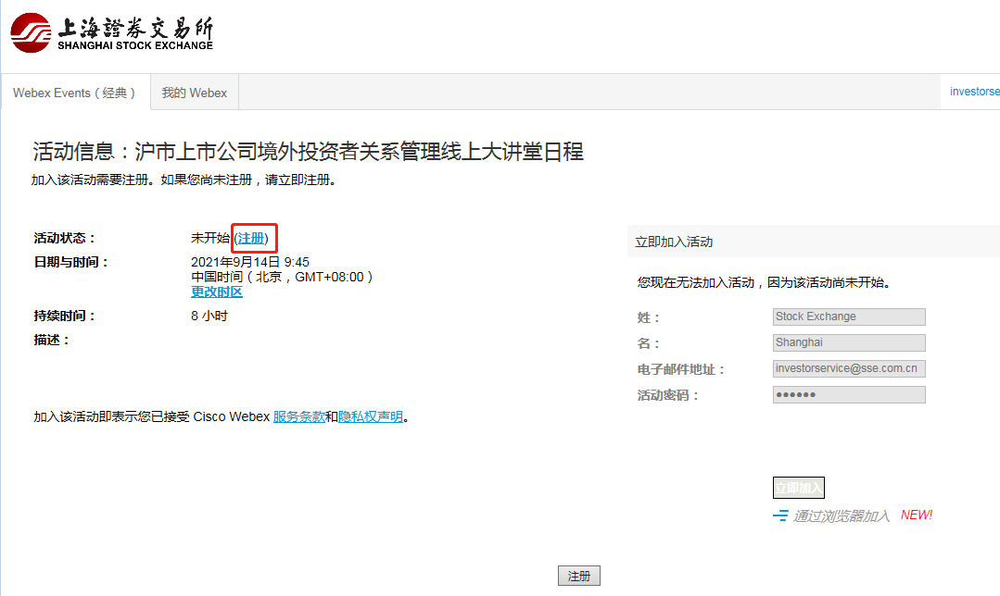 上海證券交易所
SHANGHAI STOCK EXCHANGE
Webex Events ( 经典 )
我的 Webex
investorse
活动信息：沪市上市公司境外投资者关系管理线上大讲堂日程
加入该活动需要注册。如果您尚未注册，请立即注册。
活动状态：
未开始 (注册)
日期与时间：
2021年9月14日 9:45
中国时间 ( 北京，GMT+08:00 )
更改时区
持续时间：
8 小时
描述：
加入该活动即表示您已接受 Cisco Webex 服务条款和隐私权声明。
立即加入活动
您现在无法加入活动，因为该活动尚未开始。
姓：
Stock Exchange
名：
Shanghai
电子邮件地址：
investorservice@sse.com.cn
活动密码：
••••••
立即加入
通过浏览器加入 NEW!
注册